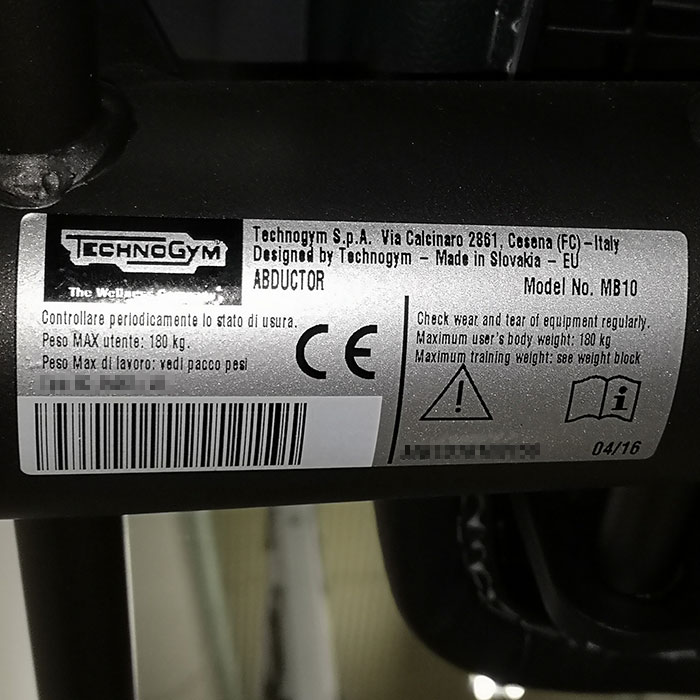 TECHNOGYM
The Wellness Company
Technogym S.p.A. Via Calcinaro 2861, Cesena (FC) - Italy
Designed by Technogym - Made in Slovakia - EU
ABDUCTOR Model No. MB10
Controllare periodicamente lo stato di usura.
Peso MAX utente: 180 kg.
Peso Max di lavoro: vedi pacco pesi
CE
Check wear and tear of equipment regularly.
Maximum user's body weight: 180 kg
Maximum training weight: see weight block
04/16